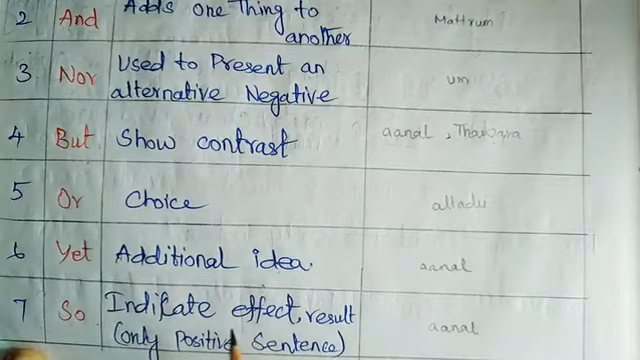 2 And Adds one Thing to another Mattrum
3 Nor Used to Present an alternative Negative um
4 But Show contrast aanal,
5 Or Choice alladu
6 Yet Additional idea. aanal
7 So Indicate effect, result (only Positive Sentence) aanal